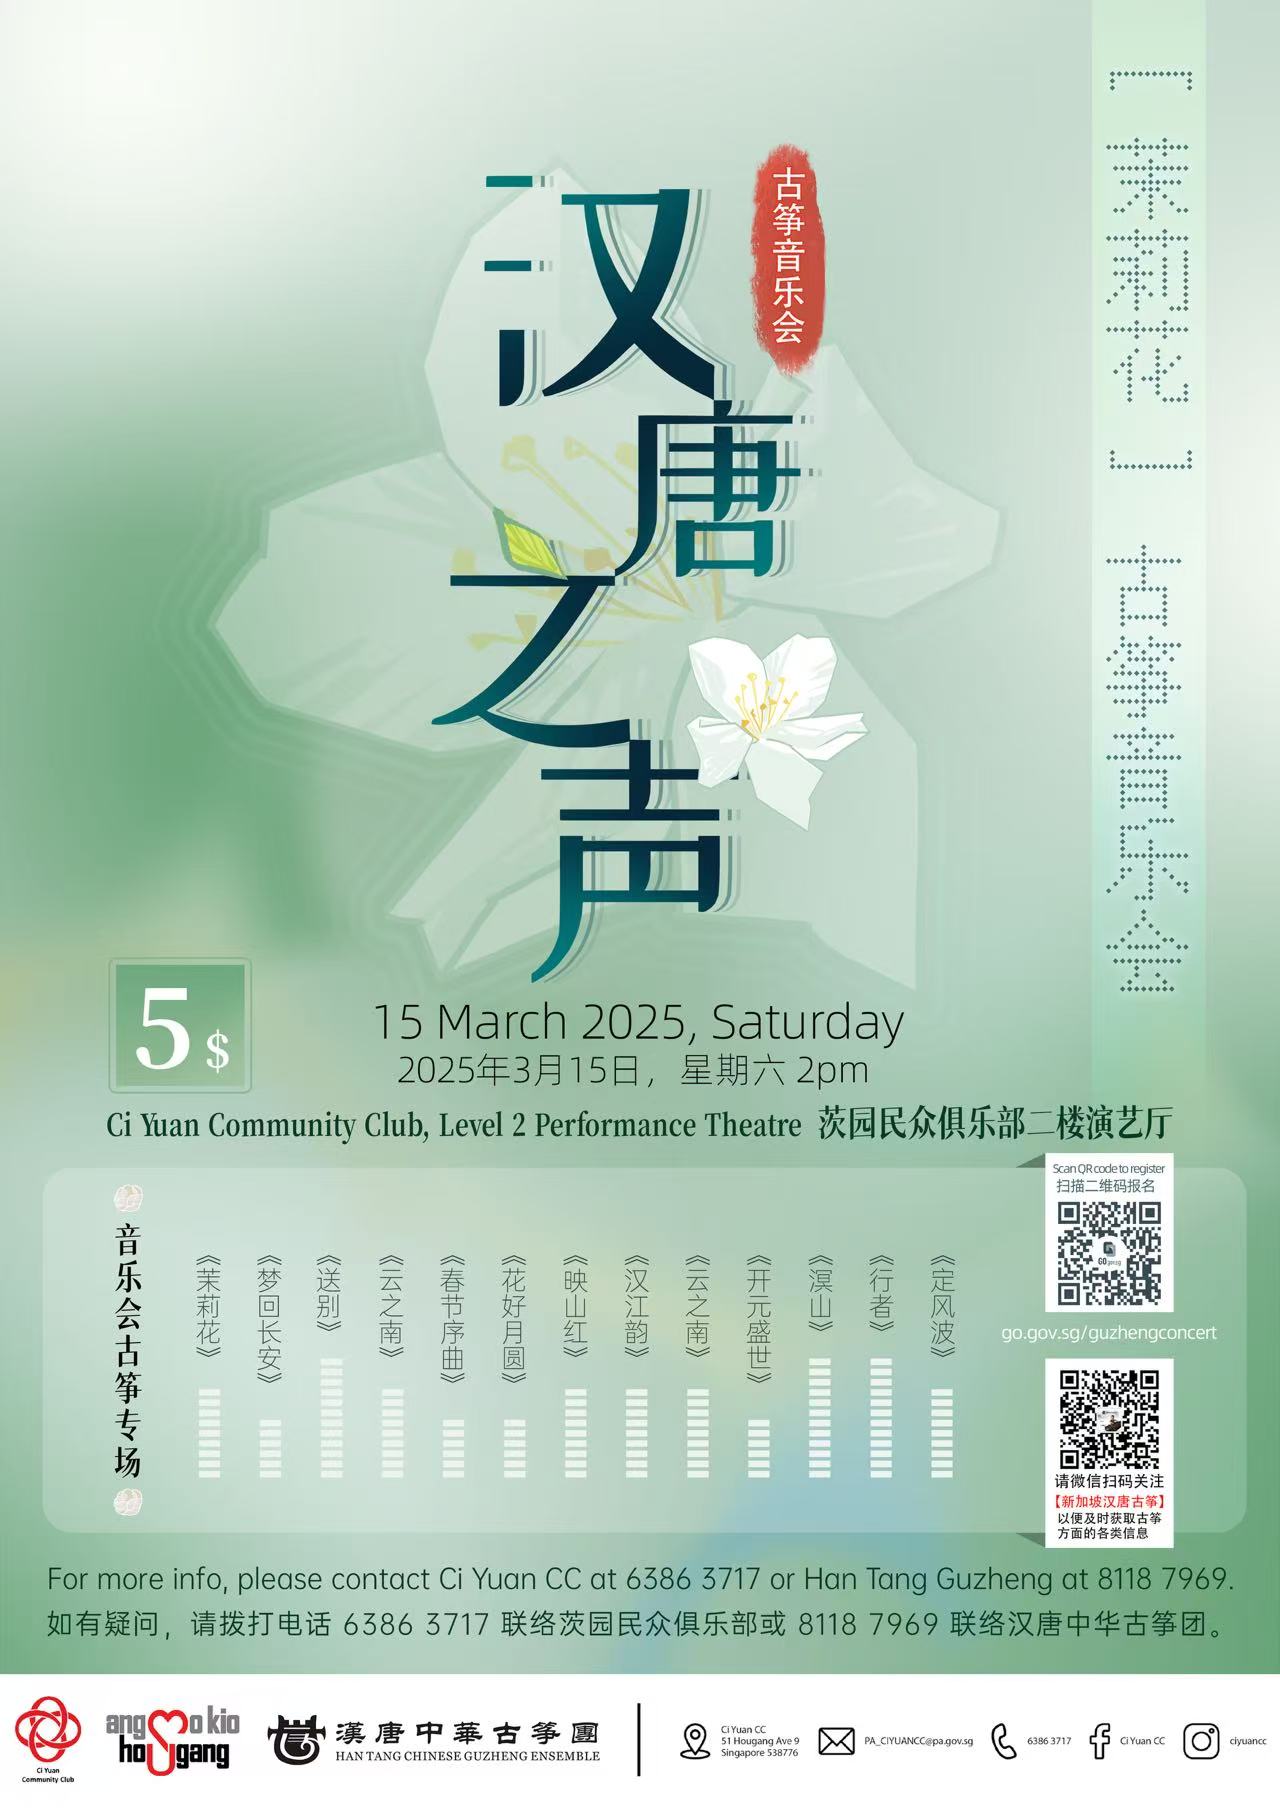 汉唐之声
古筝音乐会
[茉莉花] 古筝音乐会
5$
15 March 2025, Saturday
2025年3月15日，星期六 2pm
Ci Yuan Community Club, Level 2 Performance Theatre 茨园民众俱乐部二楼演艺厅
音乐会古筝专场
《茉莉花》
《梦回长安》
《送别》
《云之南》
《春节序曲》
《花好月圆》
《映山红》
《汉江韵》
《云之南》
《开元盛世》
《溟山》
《行者》
《定风波》
Scan QR code to register
扫描二维码报名
GOgov.sg
go.gov.sg/guzhengconcert
请微信扫码关注
【新加坡汉唐古筝】
以便及时获取古筝
方面的各类信息
For more info, please contact Ci Yuan CC at 6386 3717 or Han Tang Guzheng at 8118 7969.
如有疑问，请拨打电话 6386 3717 联络茨园民众俱乐部或 8118 7969 联络汉唐中华古筝团。
Ci Yuan
Community Club
ang mo kio
hougang
漢唐中華古箏團
HAN TANG CHINESE GUZHENG ENSEMBLE
Ci Yuan CC
51 Hougang Ave 9
Singapore 538776
PA_CIYUANCC@pa.gov.sg
6386 3717
Ci Yuan CC
ciyuancc